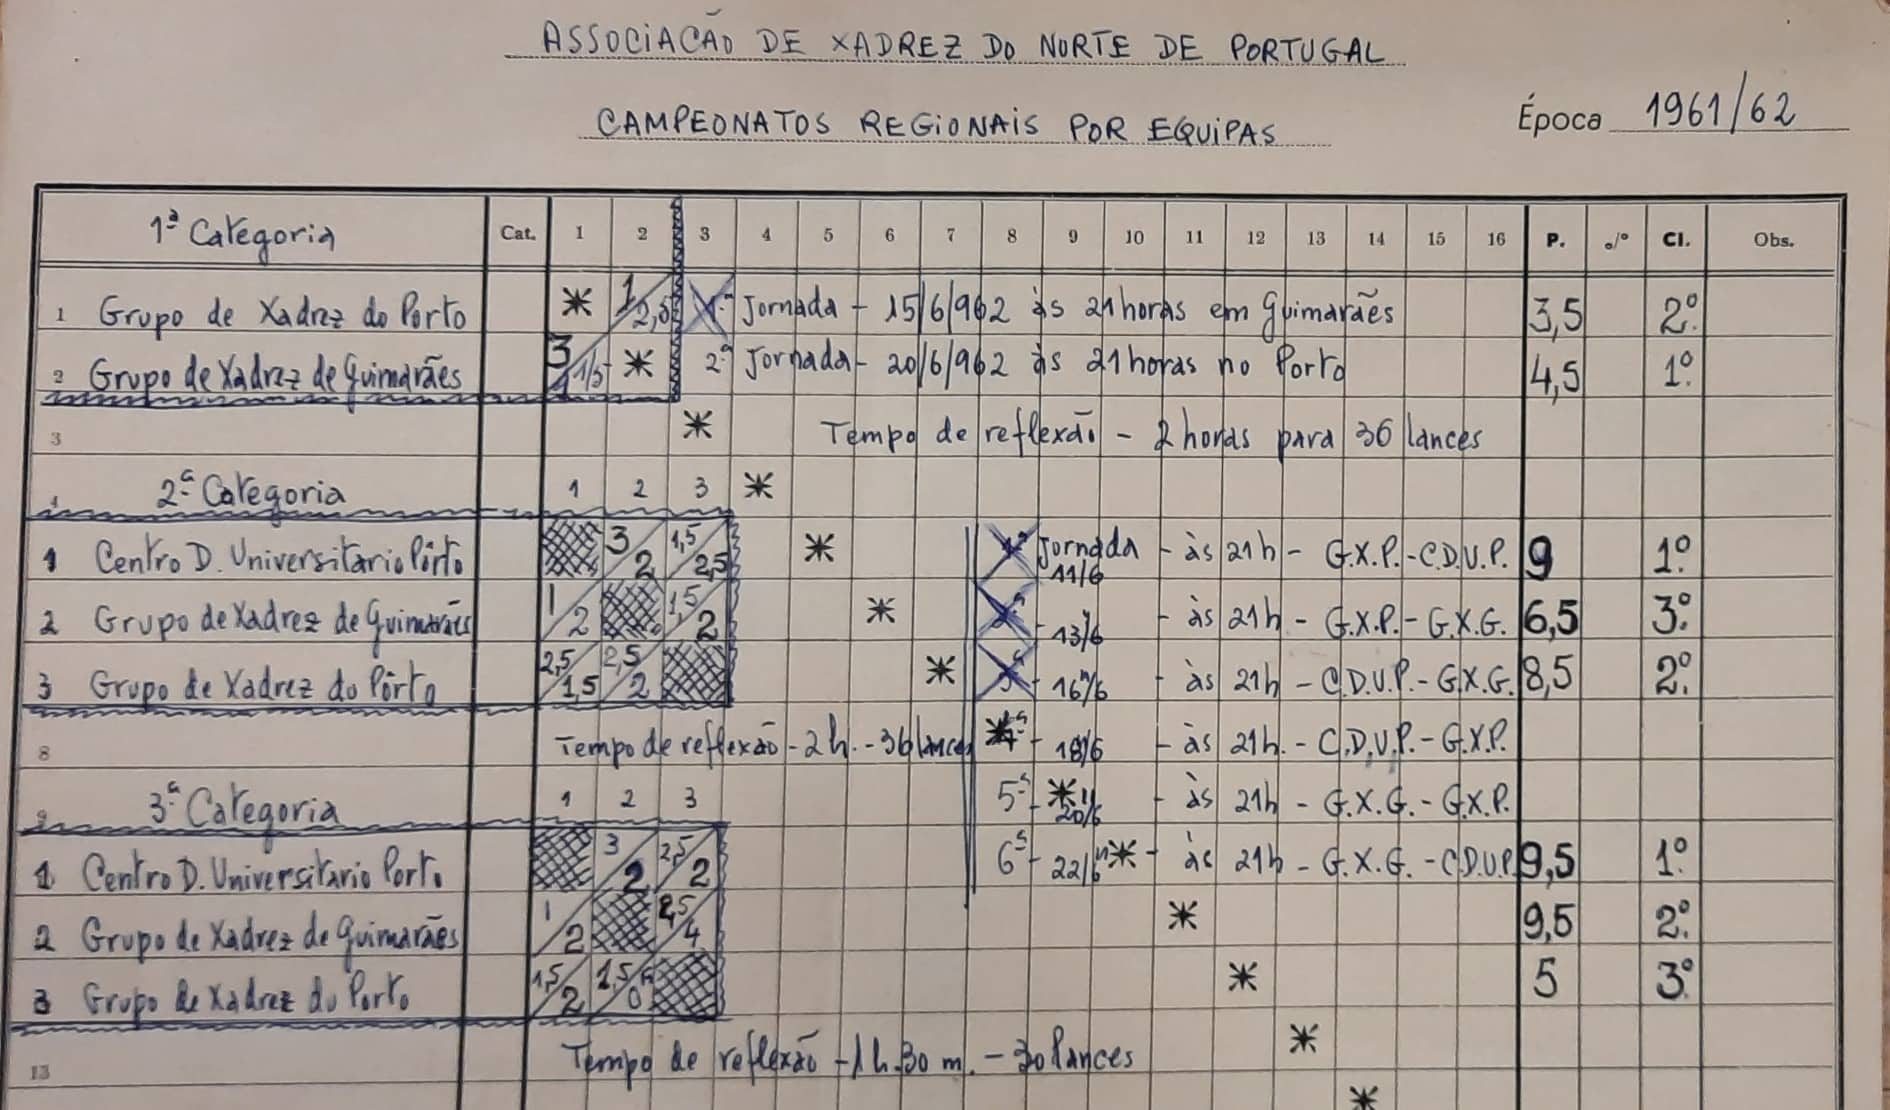 ASSOCIACÃO DE XADREZ DO NORTE DE PORTUGAL
CAMPEONATOS REGIONAIS POR EQUIPAS
Época 1961/62
1ª Categoria Cat. 1 2 3 4 5 6 7 8 9 10 11 12 13 14 15 16 P. o/o Cl. Obs.
1 Grupo de Xadrez do Porto * 1 2,5 1ª Jornada - 15/6/962 às 21 horas em Guimarães 3,5 2º
2 Grupo de Xadrez de Guimarães 3 1,5 * 2ª Jornada - 20/6/962 às 21 horas no Porto 4,5 1º
3 * Tempo de reflexão - 2 horas para 36 lances
2ª Categoria 1 2 3 *
1 Centro D. Universitario Pôrto 3 2 1,5 2,5 * 1ª Jornada 11/6 - às 21h - G.X.P. - C.D.U.P. 9 1º
2 Grupo de Xadrez de Guimarães 1 2 1,5 2 * 2ª - 13/6 - às 21h - G.X.P. - G.X.G. 6,5 3º
3 Grupo de Xadrez do Pôrto 2,5 1,5 2,5 2 * 3ª - 16/6 - às 21h - C.D.U.P. - G.X.G. 8,5 2º
8 Tempo de reflexão - 2h. - 36 lances * 4ª - 18/6 - às 21h. - C.D.U.P. - G.X.P.
9 3ª Categoria 1 2 3 5ª - * 20/6 - às 21h - G.X.G. - G.X.P.
1 Centro D. Universitario Porto 3 2 2,5 2 6ª - 22/6 * - às 21h - G.X.G. - C.D.U.P. 9,5 1º
2 Grupo de Xadrez de Guimarães 1 2 2,5 4 * 9,5 2º
3 Grupo de Xadrez do Porto 1,5 2 1,5 0 * 5 3º
13 Tempo de reflexão - 1 h. 30 m. - 30 lances *
*